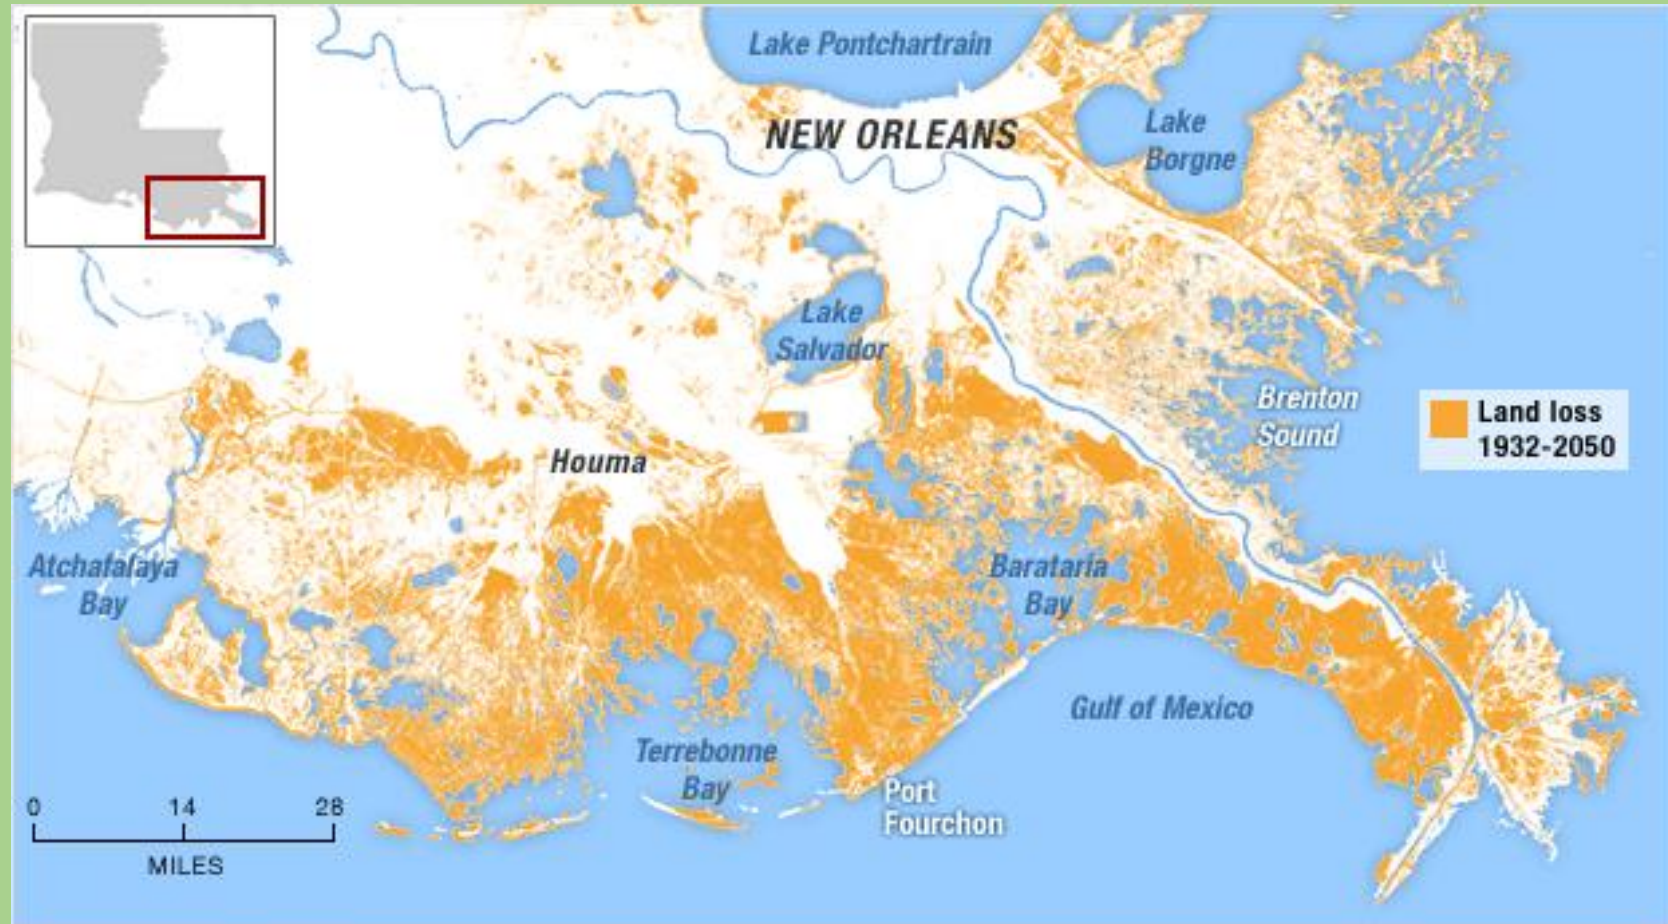 Lake Pontchartrain
NEW ORLEANS
Lake
Borgne
Lake
Salvador
Brenton
Sound
Land loss
1932-2050
Houma
Atchafalaya
Bay
Barataria
Bay
Gulf of Mexico
Terrebonne
Bay
Port
Fourchon
0 14 28
MILES